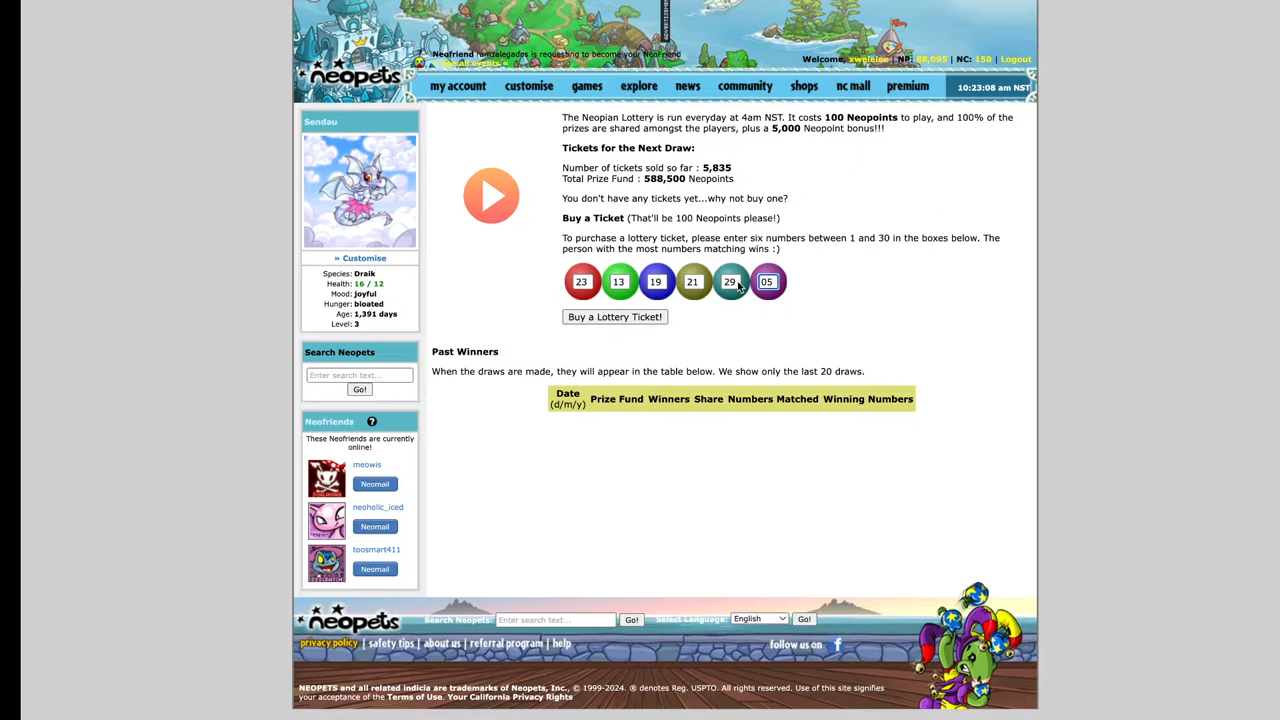 ADVERTISEMENT
Neofriend ramzalegados is requesting to become your NeoFriend
» See all events «
Welcome, xwelelee | NP: 88,095 | NC: 150 | Logout
neopets
my account customise games explore news community shops nc mall premium
10:23:08 am NST
Sendau
» Customise
Species: Draik
Health: 16 / 12
Mood: joyful
Hunger: bloated
Age: 1,391 days
Level: 3
Search Neopets
Enter search text...
Go!
Neofriends ?
These Neofriends are currently
online!
meowis
Neomail
neoholic_iced
Neomail
toosmart411
Neomail
The Neopian Lottery is run everyday at 4am NST. It costs 100 Neopoints to play, and 100% of the
prizes are shared amongst the players, plus a 5,000 Neopoint bonus!!!
Tickets for the Next Draw:
Number of tickets sold so far : 5,835
Total Prize Fund : 588,500 Neopoints
You don't have any tickets yet...why not buy one?
Buy a Ticket (That'll be 100 Neopoints please!)
To purchase a lottery ticket, please enter six numbers between 1 and 30 in the boxes below. The
person with the most numbers matching wins :)
23 13 19 21 29 05
Buy a Lottery Ticket!
Past Winners
When the draws are made, they will appear in the table below. We show only the last 20 draws.
Date
(d/m/y) Prize Fund Winners Share Numbers Matched Winning Numbers
neopets
Search Neopets: Enter search text... Go! Select Language: English Go!
privacy policy | safety tips | about us | referral program | help
follow us on f
NEOPETS and all related indicia are trademarks of Neopets, Inc., © 1999-2024. ® denotes Reg. USPTO. All rights reserved. Use of this site signifies
your acceptance of the Terms of Use. Your California Privacy Rights